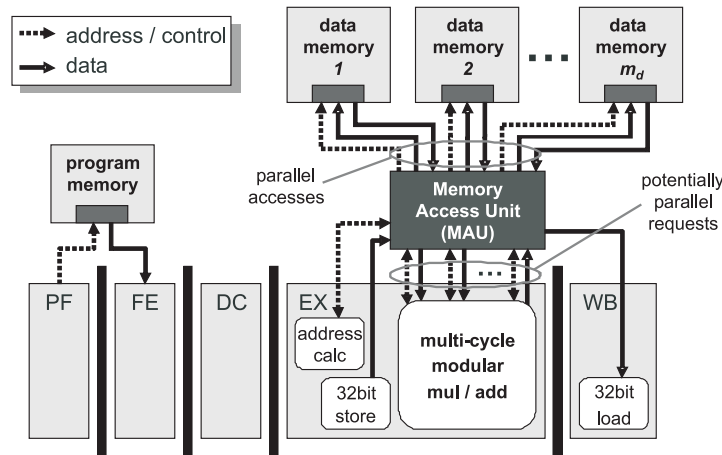 address / control
data
data
memory
1
data
memory
2
data
memory
m_d
program
memory
parallel
accesses
Memory
Access Unit
(MAU)
potentially
parallel
requests
PF
FE
DC
EX
WB
address
calc
32bit
store
multi-cycle
modular
mul / add
32bit
load